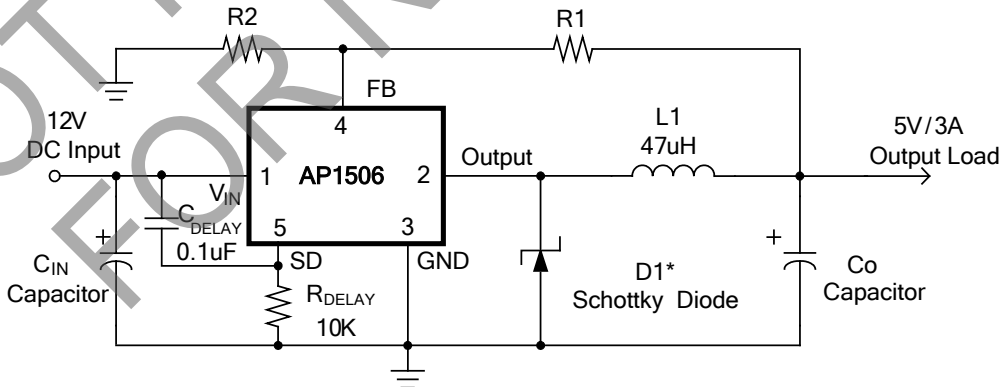 R2
R1
FB
4
12V
DC Input
L1
47uH
5V/3A
Output Load
Output
1
AP1506
2
VIN
CDELAY
0.1uF
5
3
SD
GND
CIN
Capacitor
RDELAY
10K
D1*
Schottky Diode
Co
Capacitor
FOR N